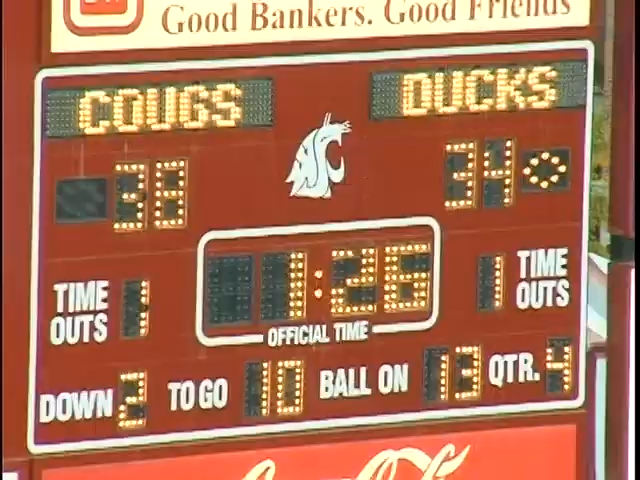 Good Bankers. Good Friends
COUGS DUCKS
38 34
1:26
OFFICIAL TIME
TIME OUTS 1
1 TIME OUTS
DOWN 2 TO GO 10 BALL ON 13 QTR. 4